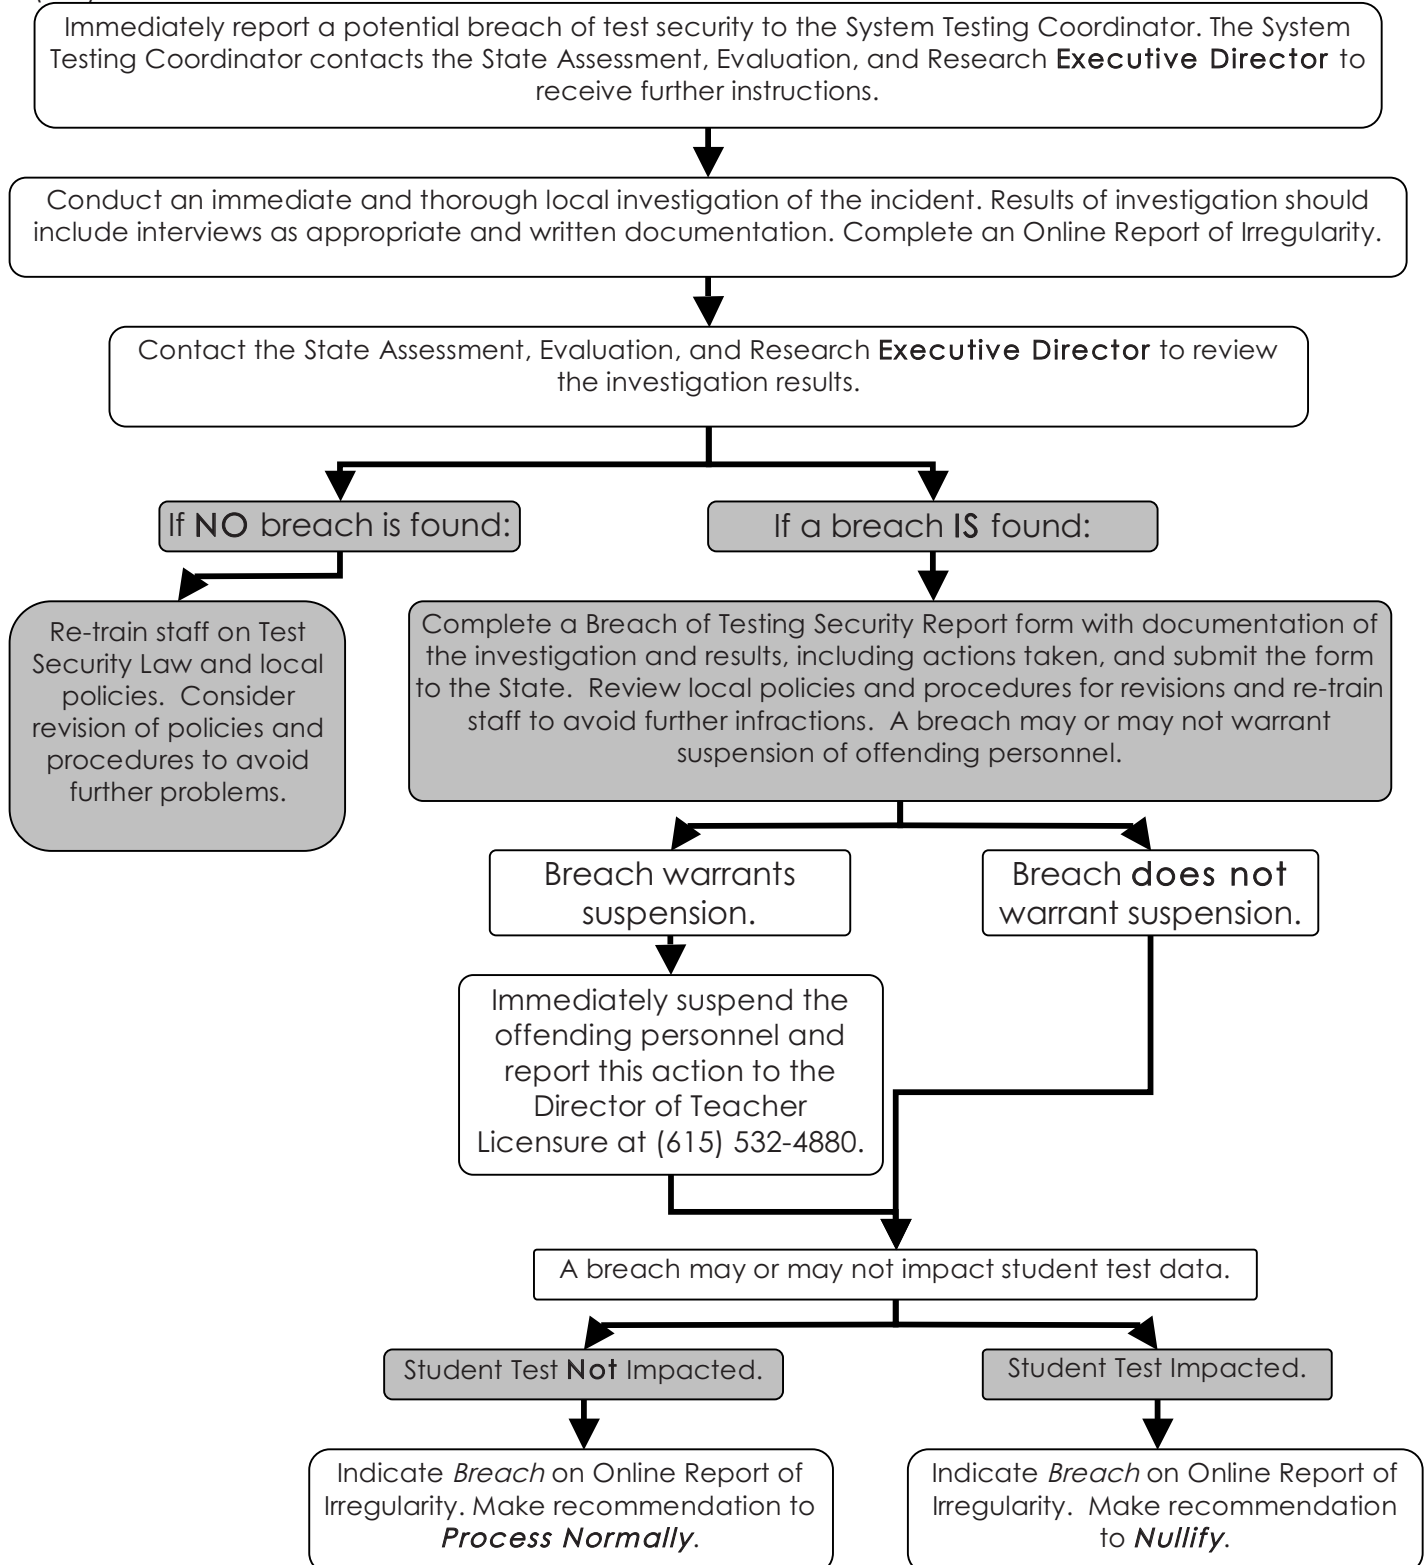 Immediately report a potential breach of test security to the System Testing Coordinator. The System
Testing Coordinator contacts the State Assessment, Evaluation, and Research Executive Director to
receive further instructions.
Conduct an immediate and thorough local investigation of the incident. Results of investigation should
include interviews as appropriate and written documentation. Complete an Online Report of Irregularity.
Contact the State Assessment, Evaluation, and Research Executive Director to review
the investigation results.
If NO breach is found:
If a breach IS found:
Re-train staff on Test
Security Law and local
policies. Consider
revision of policies and
procedures to avoid
further problems.
Complete a Breach of Testing Security Report form with documentation of
the investigation and results, including actions taken, and submit the form
to the State. Review local policies and procedures for revisions and re-train
staff to avoid further infractions. A breach may or may not warrant
suspension of offending personnel.
Breach warrants
suspension.
Breach does not
warrant suspension.
Immediately suspend the
offending personnel and
report this action to the
Director of Teacher
Licensure at (615) 532-4880.
A breach may or may not impact student test data.
Student Test Not Impacted.
Student Test Impacted.
Indicate Breach on Online Report of
Irregularity. Make recommendation to
Process Normally.
Indicate Breach on Online Report of
Irregularity. Make recommendation
to Nullify.